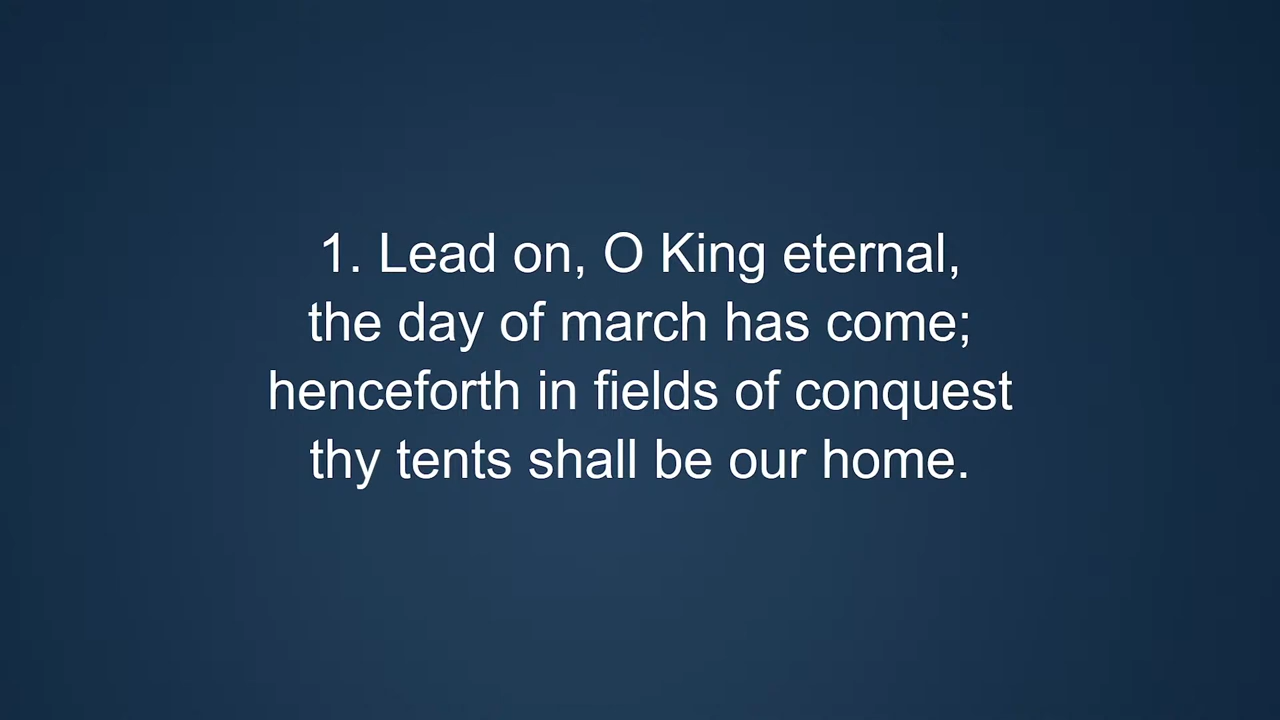 1. Lead on, O King eternal,
the day of march has come;
henceforth in fields of conquest
thy tents shall be our home.